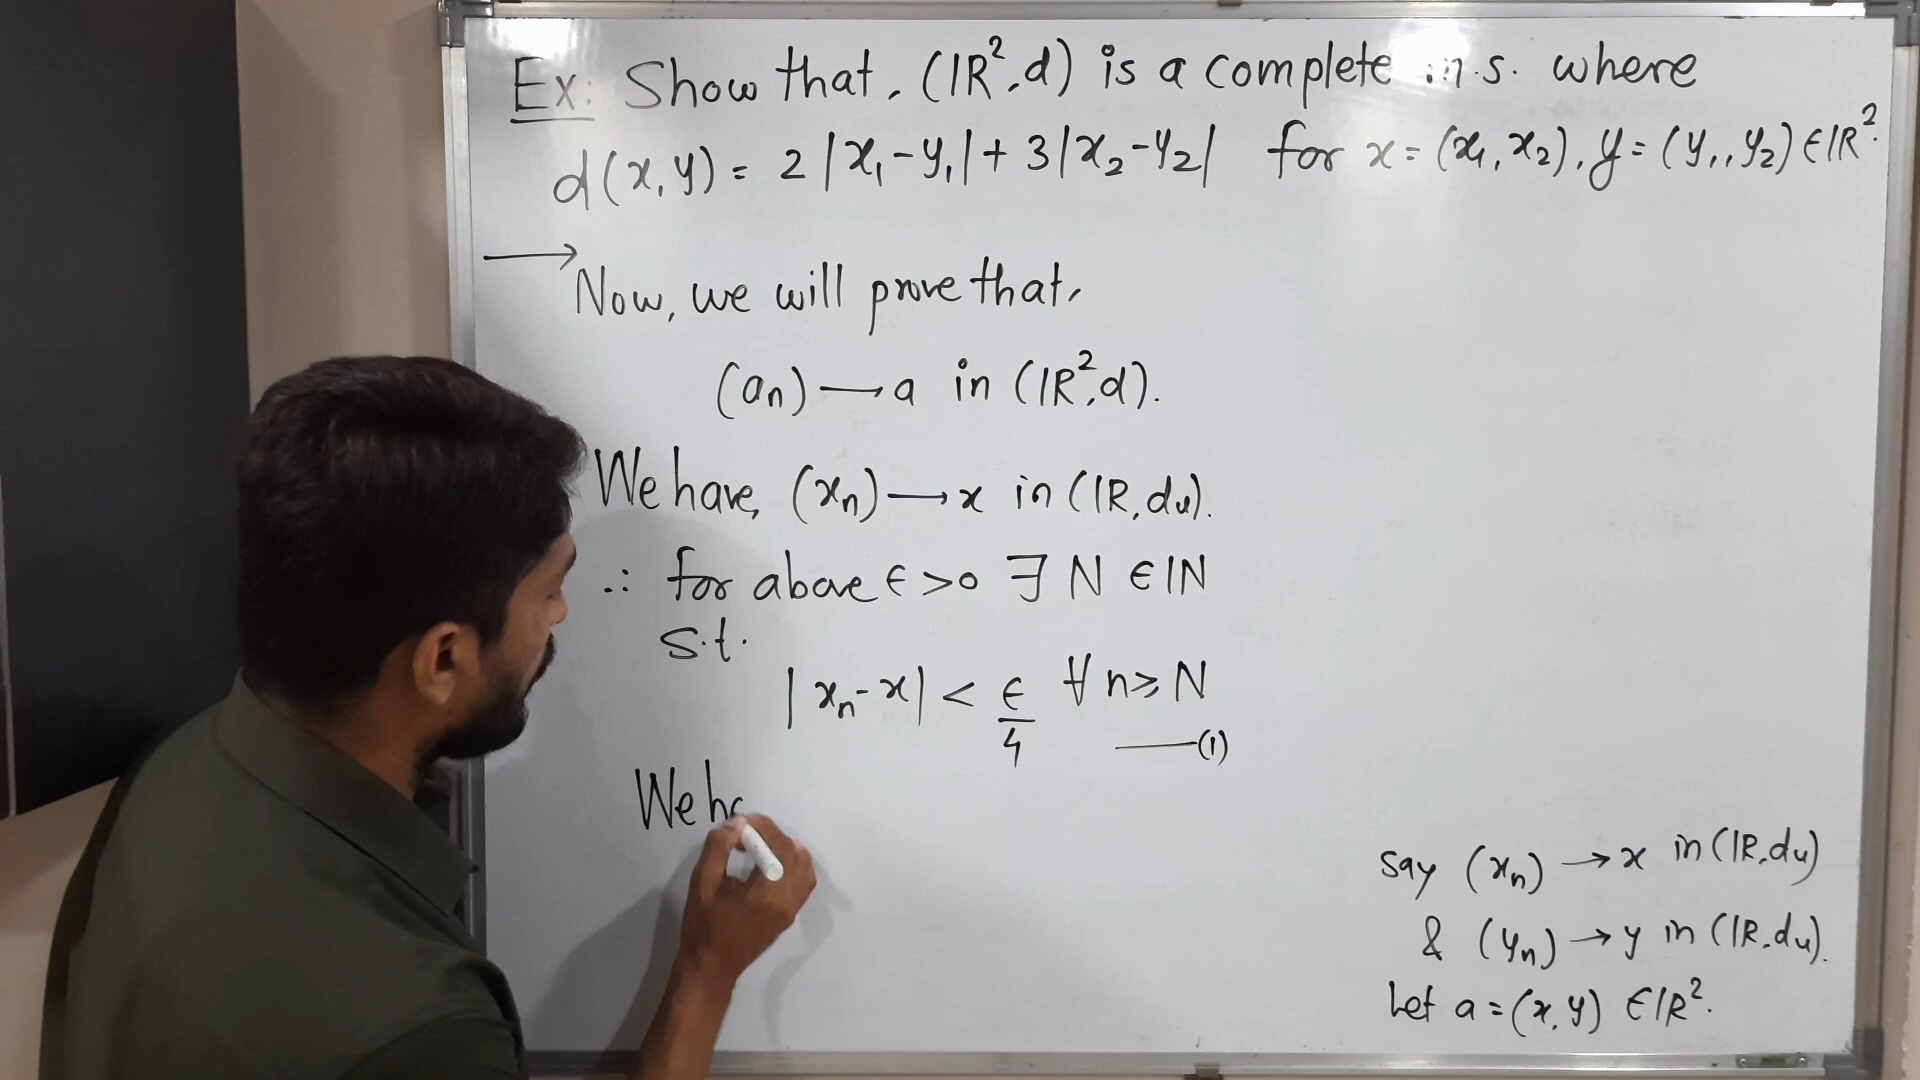 Ex: Show that, (IR², d) is a complete m.s. where
d(x, y) = 2 |x₁ - y₁| + 3 |x₂ - y₂| for x = (x₁, x₂), y = (y₁, y₂) ∈ IR².
⟶
Now, we will prove that,
(aₙ) ⟶ a in (IR², d).
We have, (xₙ) ⟶ x in (IR, du).
∴ for above ϵ > 0 ∃ N ∈ IN
s.t.
| xₙ - x | < ϵ/4 ∀ n ⩾ N
——(1)
We ha
say (xₙ) → x in (IR, du)
& (yₙ) → y in (IR, du).
Let a = (x, y) ∈ IR².